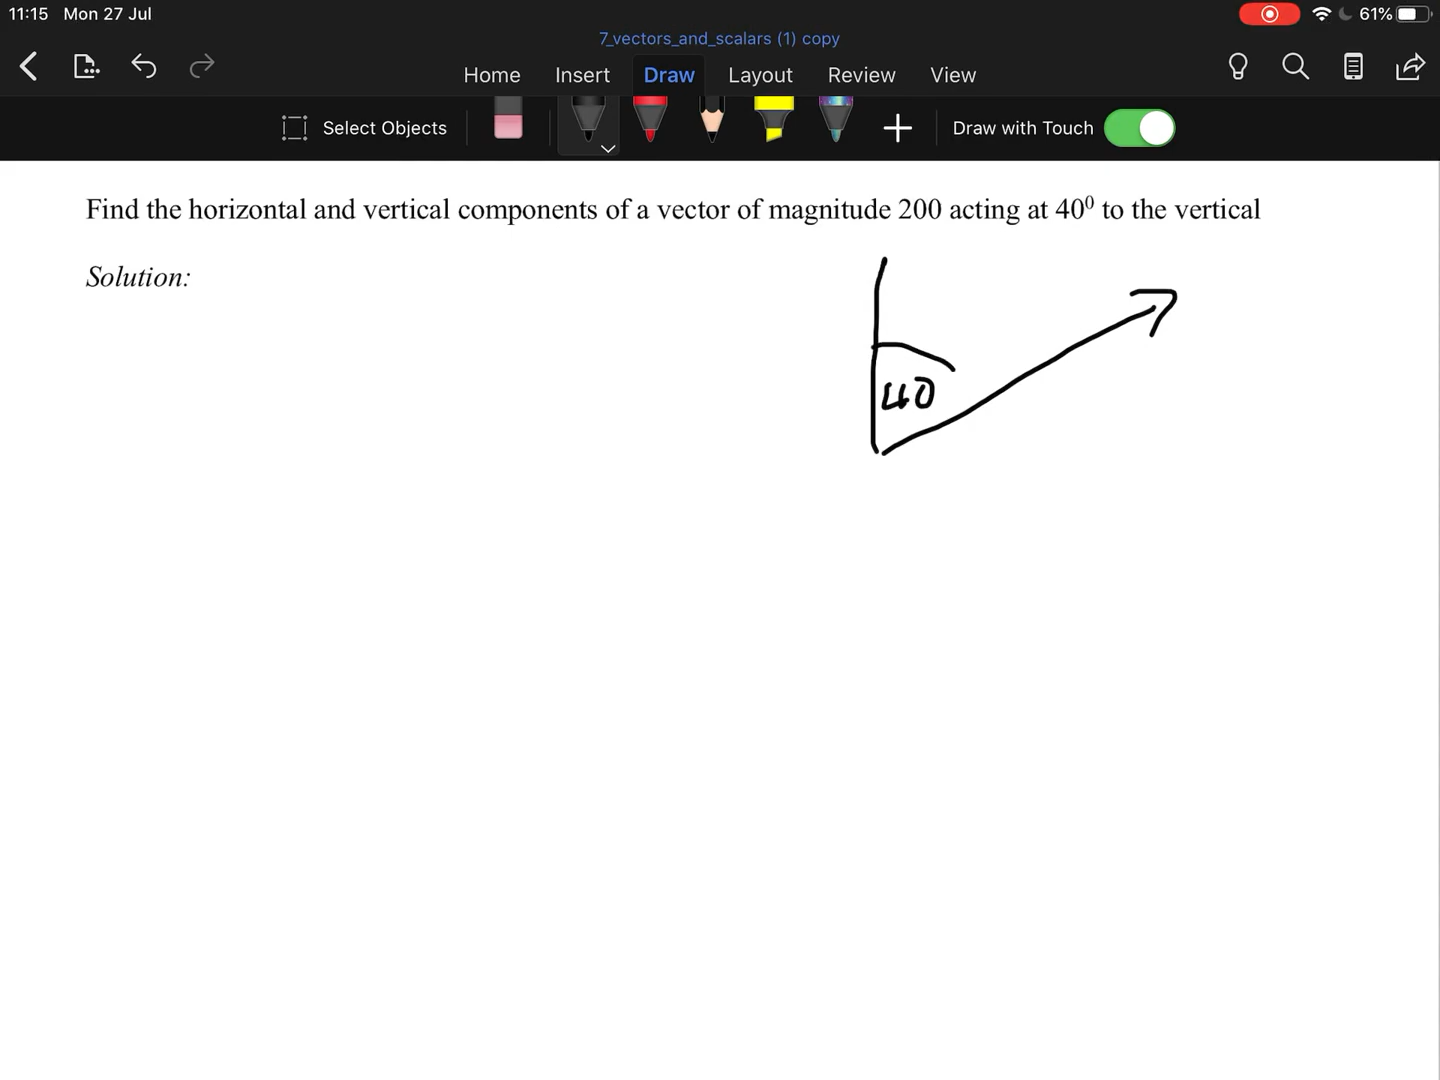 11:15 Mon 27 Jul
61%
7_vectors_and_scalars (1) copy
Home Insert Draw Layout Review View
Select Objects
Draw with Touch
Find the horizontal and vertical components of a vector of magnitude 200 acting at 40⁰ to the vertical
Solution:
40